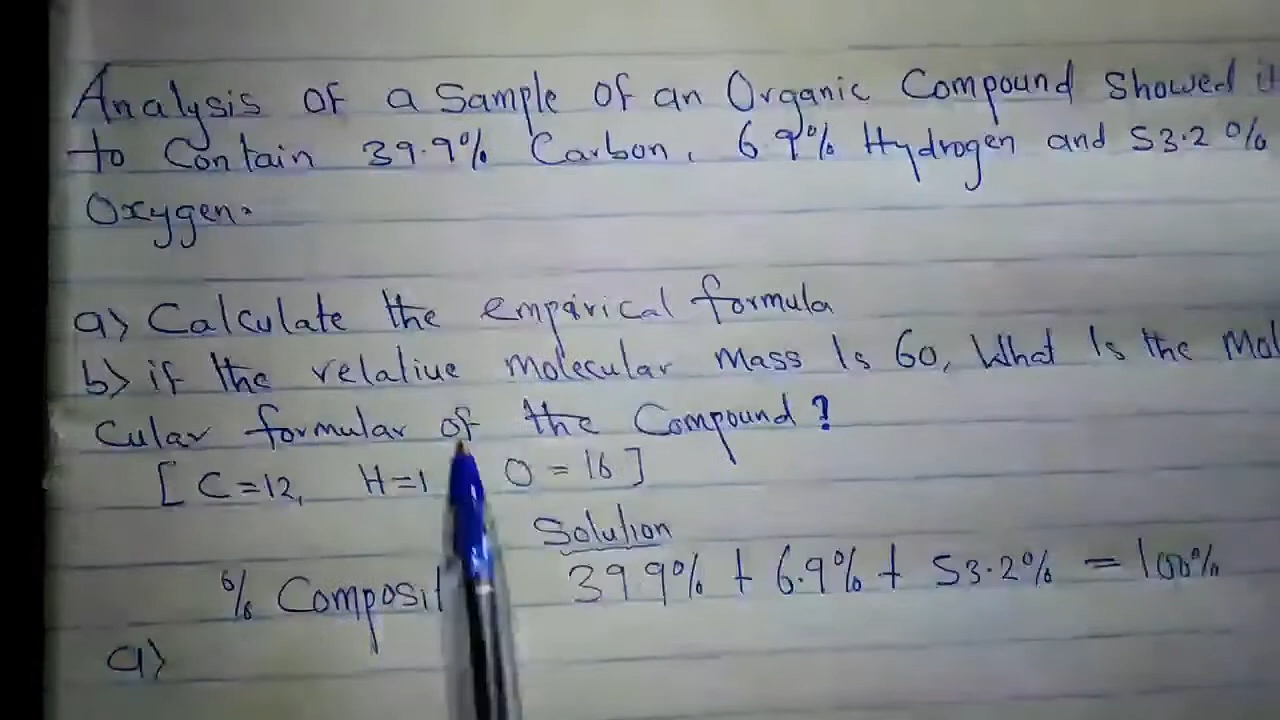 Analysis of a Sample of an Organic Compound Showed it
to Contain 39.9% Carbon, 6.9% Hydrogen and 53.2%
Oxygen.
a) Calculate the empirical formula
b) if the relative molecular mass Is 60, What Is the Mol
cular formular of the Compound?
[C=12, H=1 O=16]
Solution
% Composit 39.9% + 6.9% + 53.2% = 100%
a)